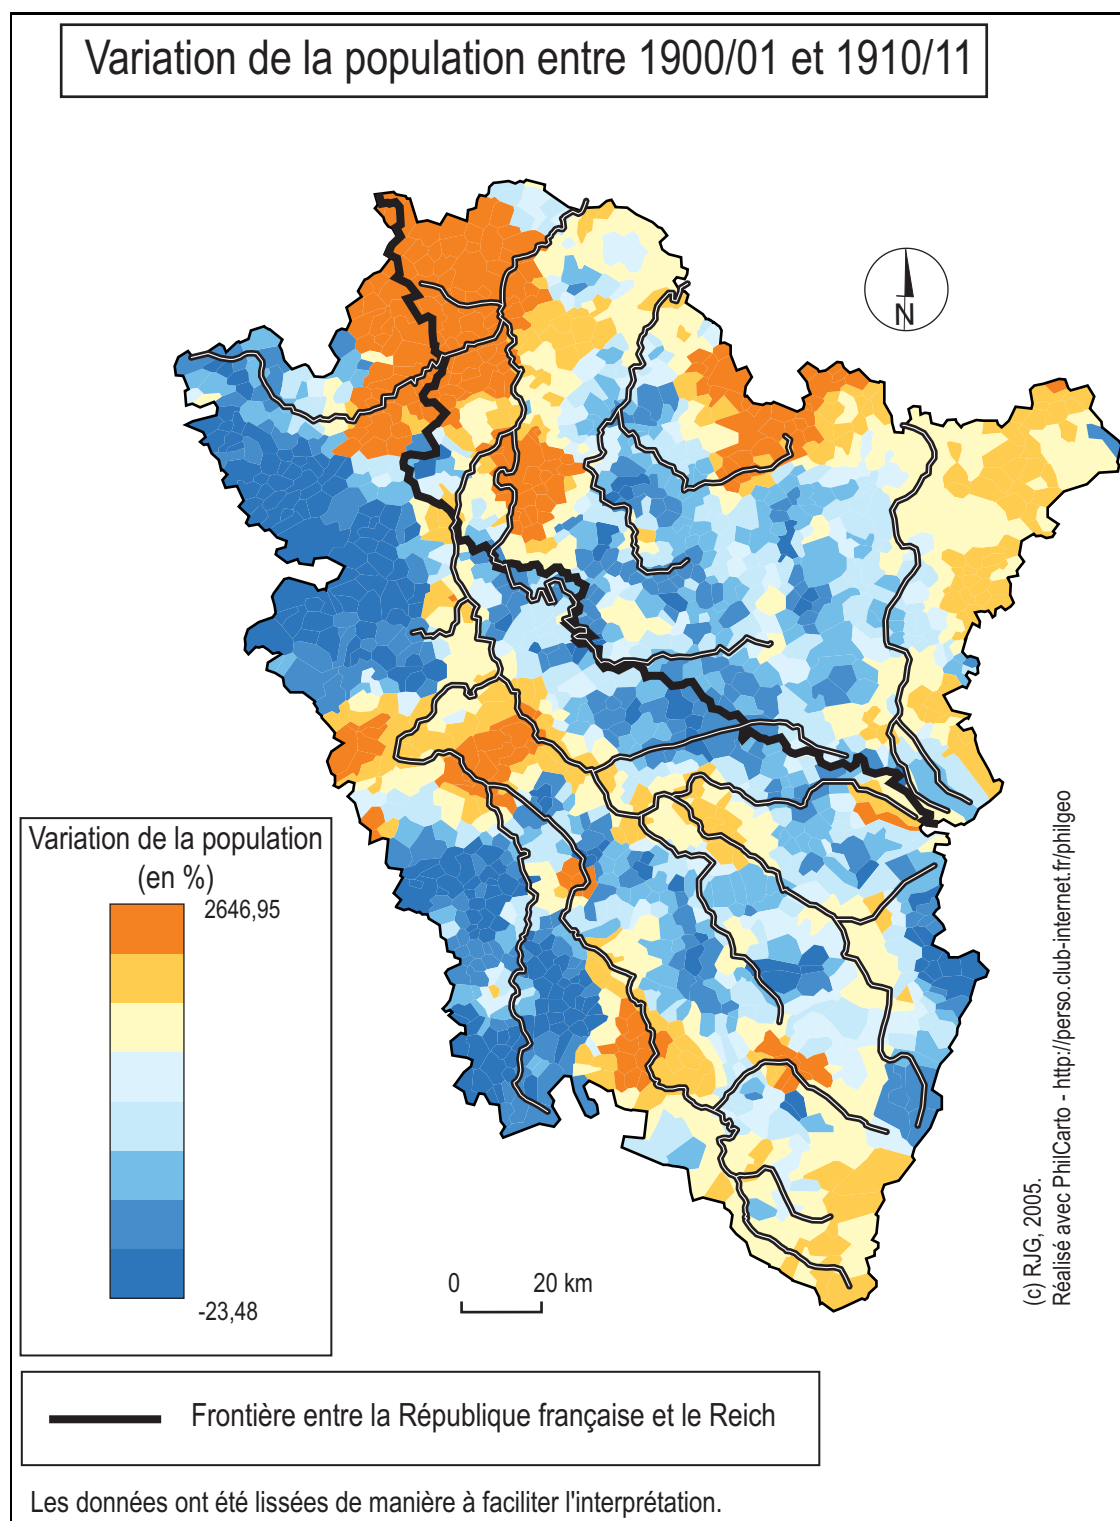 Variation de la population entre 1900/01 et 1910/11
N
Variation de la population
(en %)
2646,95
-23,48
0 20 km
(c) RJG, 2005.
Réalisé avec PhilCarto - http://perso.club-internet.fr/philgeo
Frontière entre la République française et le Reich
Les données ont été lissées de manière à faciliter l'interprétation.